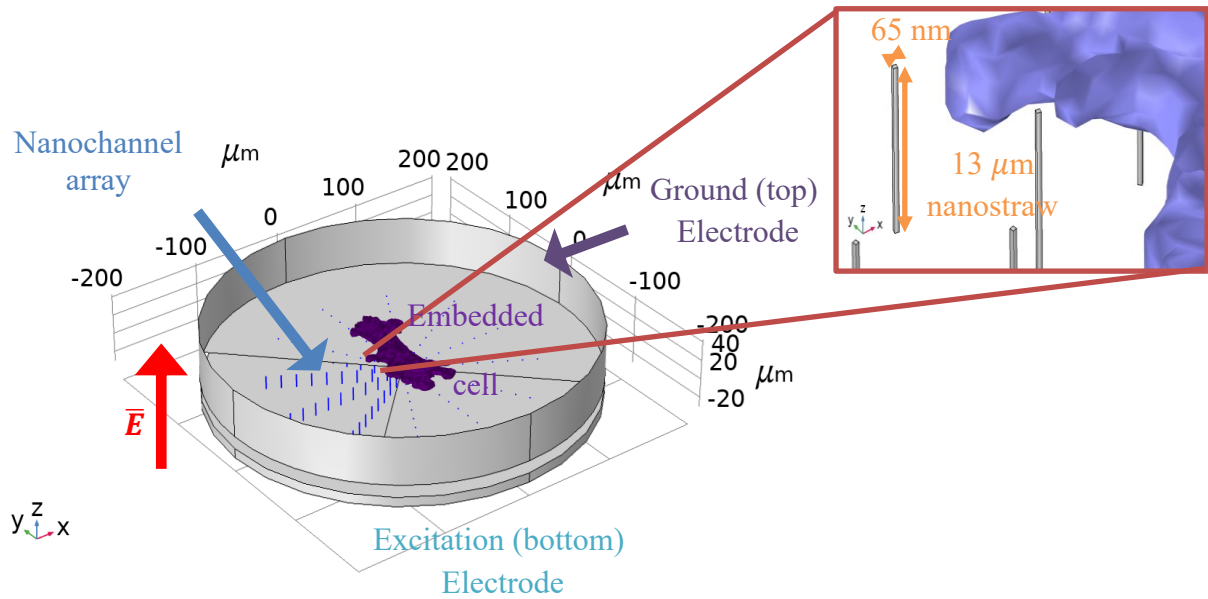 65 nm
13 μm
nanostraw
z
y
x
Nanochannel
array
μm
200
100
0
-100
-200
200
100
0
-100
-200
μm
Ground (top)
Electrode
Embedded
cell
40
20
-20
μm
E̅
z
y
x
Excitation (bottom)
Electrode